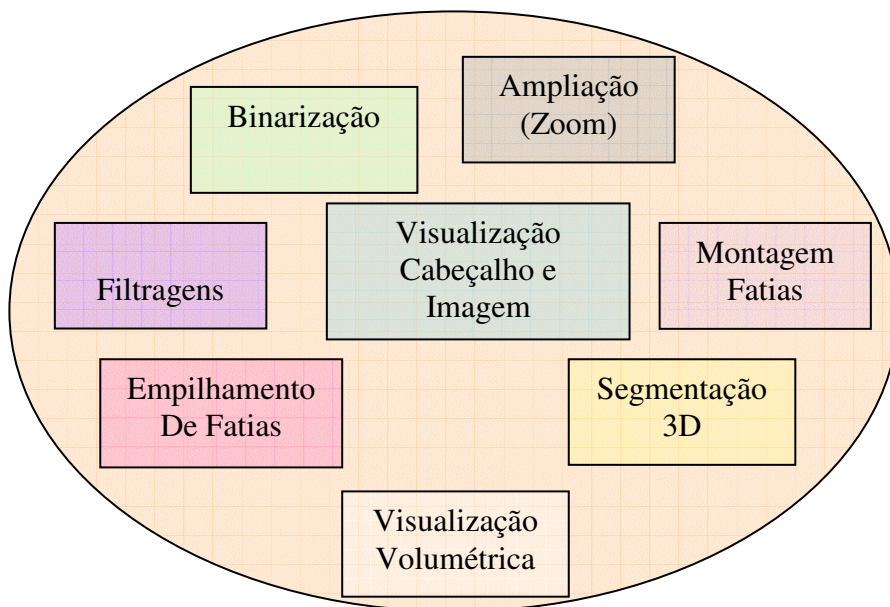 Ampliação
(Zoom)
Binarização
Visualização
Cabeçalho e
Imagem
Filtragens
Montagem
Fatias
Empilhamento
De Fatias
Segmentação
3D
Visualização
Volumétrica